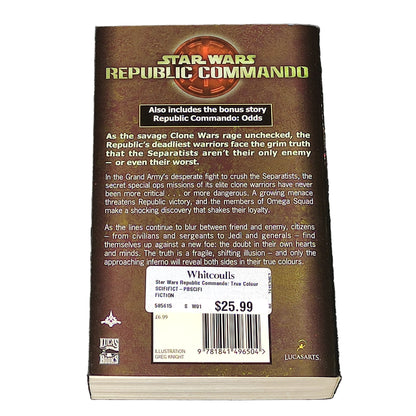 STAR WARS
REPUBLIC COMMANDO
Also includes the bonus story
Republic Commando: Odds
As the savage Clone Wars rage unchecked, the
Republic's deadliest warriors face the grim truth
that the Separatists aren't their only enemy
– or even their worst.
In the Grand Army's desperate fight to crush the Separatists, the
secret special ops missions of its elite clone warriors have never
been more critical . . . or more dangerous. A growing menace
threatens Republic victory, and the members of Omega Squad
make a shocking discovery that shakes their loyalty.
As the lines continue to blur between friend and enemy, citizens
– from civilians and sergeants to Jedi and generals – find
themselves up against a new foe: the doubt in their own hearts
and minds. The truth is a fragile, shifting illusion – and only the
approaching inferno will reveal both sides in their true colours.
Whitcoulls
Star Wars Republic Commando: True Colour
SCIFIFICT - PBSCIFI
FICTION
505615 S W01
$25.99
£6.99
LUCAS
BOOKS
ILLUSTRATION
GREG KNIGHT
9 781841 496504 >
LUCASARTS